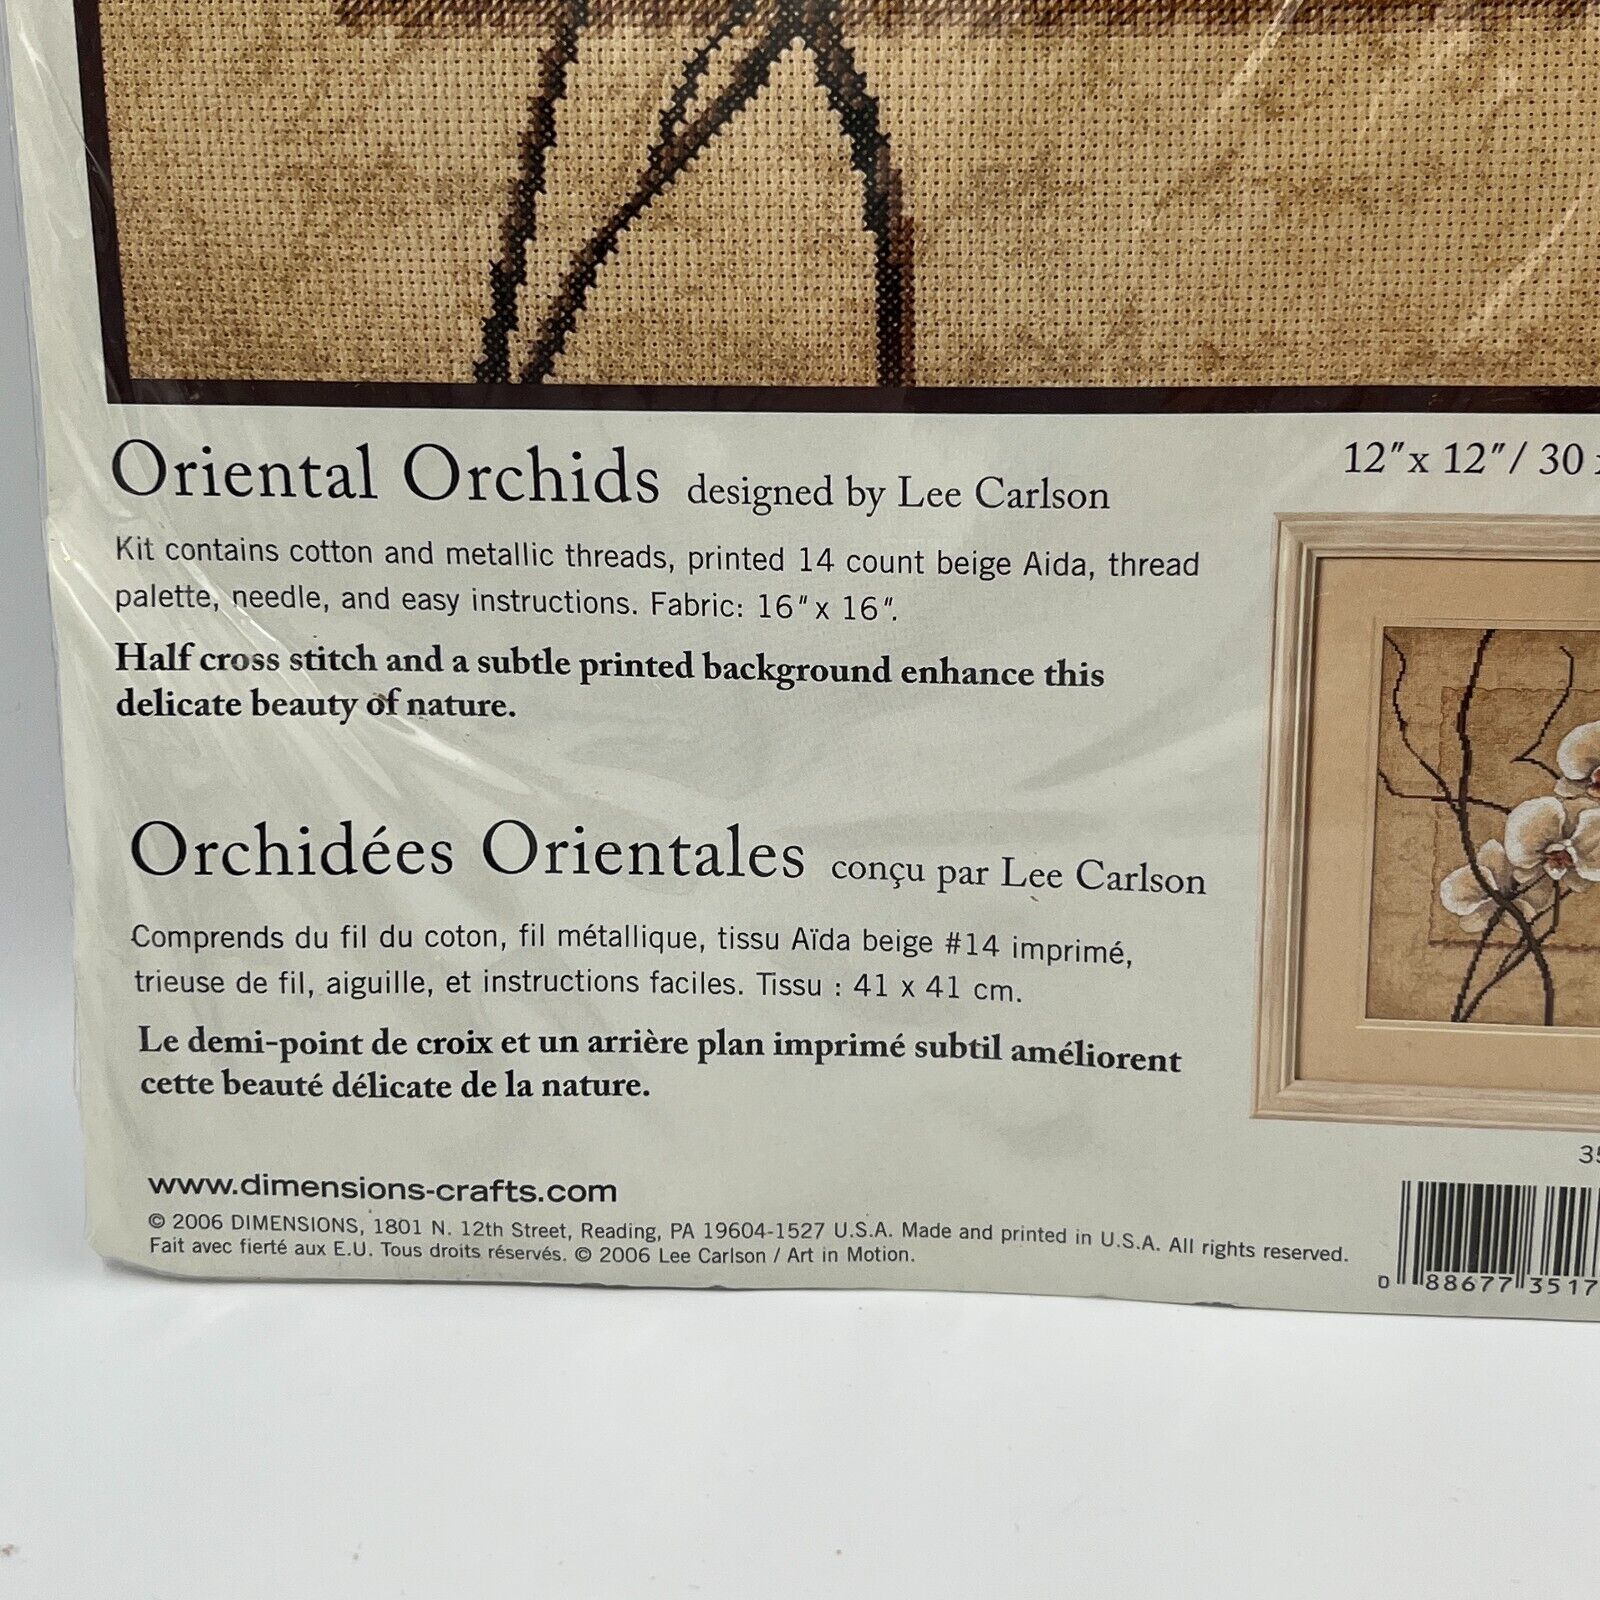 Oriental Orchids designed by Lee Carlson
12"x 12"/ 30
Kit contains cotton and metallic threads, printed 14 count beige Aida, thread
palette, needle, and easy instructions. Fabric: 16"x 16".
Half cross stitch and a subtle printed background enhance this
delicate beauty of nature.
Orchidées Orientales conçu par Lee Carlson
Comprends du fil du coton, fil métallique, tissu Aïda beige #14 imprimé,
trieuse de fil, aiguille, et instructions faciles. Tissu : 41 x 41 cm.
Le demi-point de croix et un arrière plan imprimé subtil améliorent
cette beauté délicate de la nature.
35
www.dimensions-crafts.com
© 2006 DIMENSIONS, 1801 N. 12th Street, Reading, PA 19604-1527 U.S.A. Made and printed in U.S.A. All rights reserved.
Fait avec fierté aux E.U. Tous droits réservés. © 2006 Lee Carlson / Art in Motion.
0 88677 3517